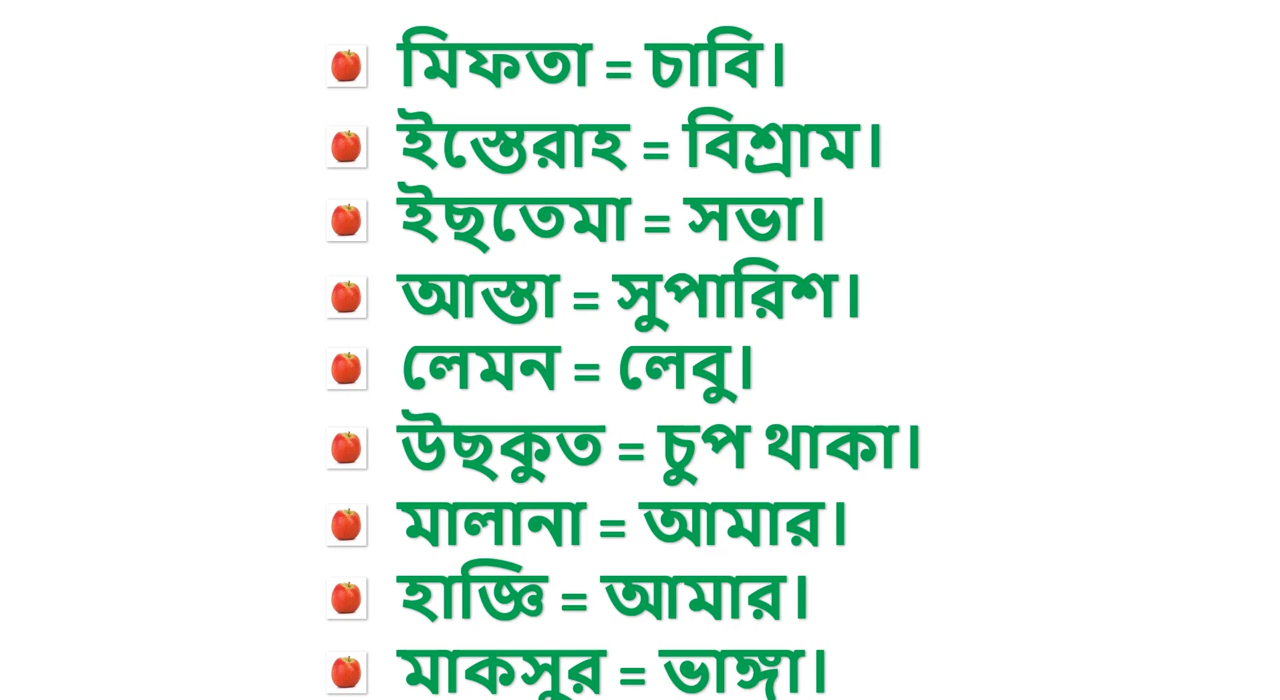 মিফতা = চাবি।
ইস্তেরাহ = বিশ্রাম।
ইছতেমা = সভা।
আস্তা = সুপারিশ।
লেমন = লেবু।
উছকুত = চুপ থাকা।
মালানা = আমার।
হাজ্ঞি = আমার।
মাকসুর = ভাঙ্গা।